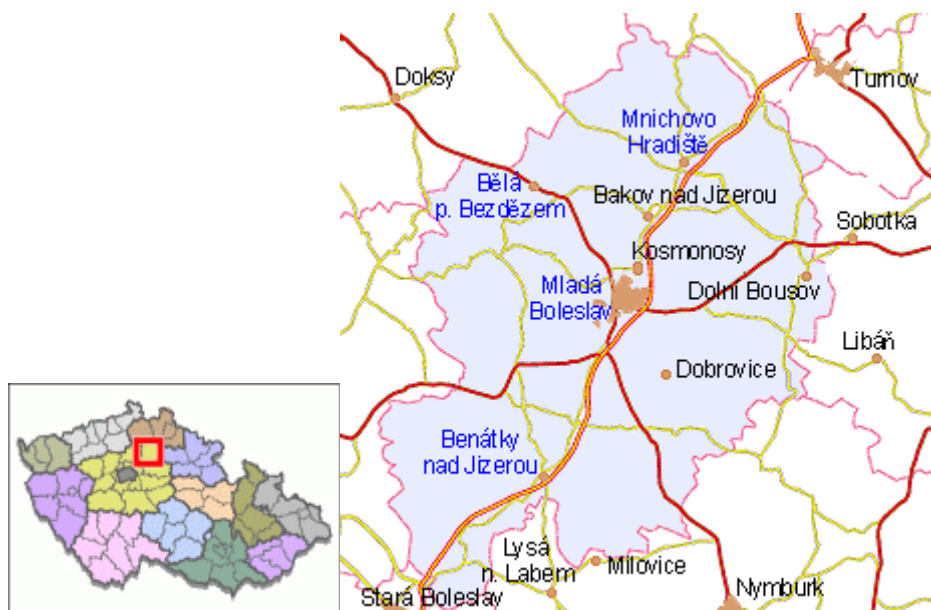 Doksy
Turnov
Mnichovo
Hradiště
Bělá
p. Bezdězem
Bakov nad Jizerou
Sobotka
Kosmonosy
Mladá
Boleslav
Dolní Bousov
Libáň
Dobrovice
Benátky
nad Jizerou
Lysá
n. Labem
Milovice
Stará Boleslav
Nymburk